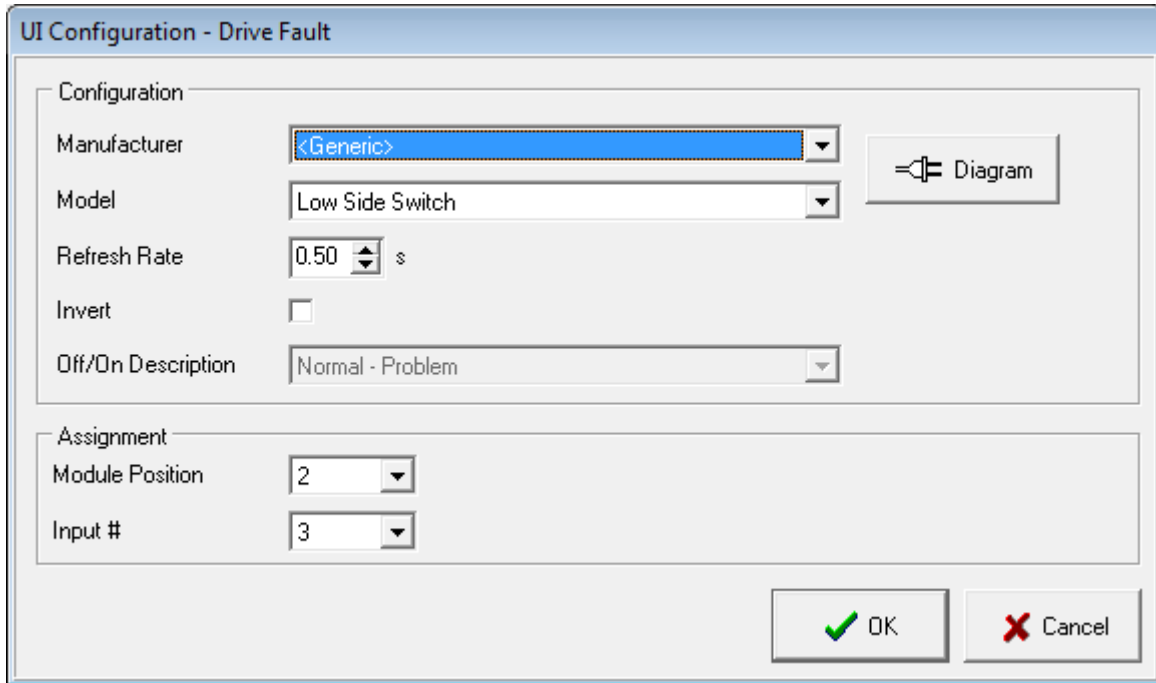 UI Configuration - Drive Fault
Configuration
Manufacturer <Generic>
Diagram
Model Low Side Switch
Refresh Rate 0.50 s
Invert
Off/On Description Normal - Problem
Assignment
Module Position 2
Input # 3
OK Cancel